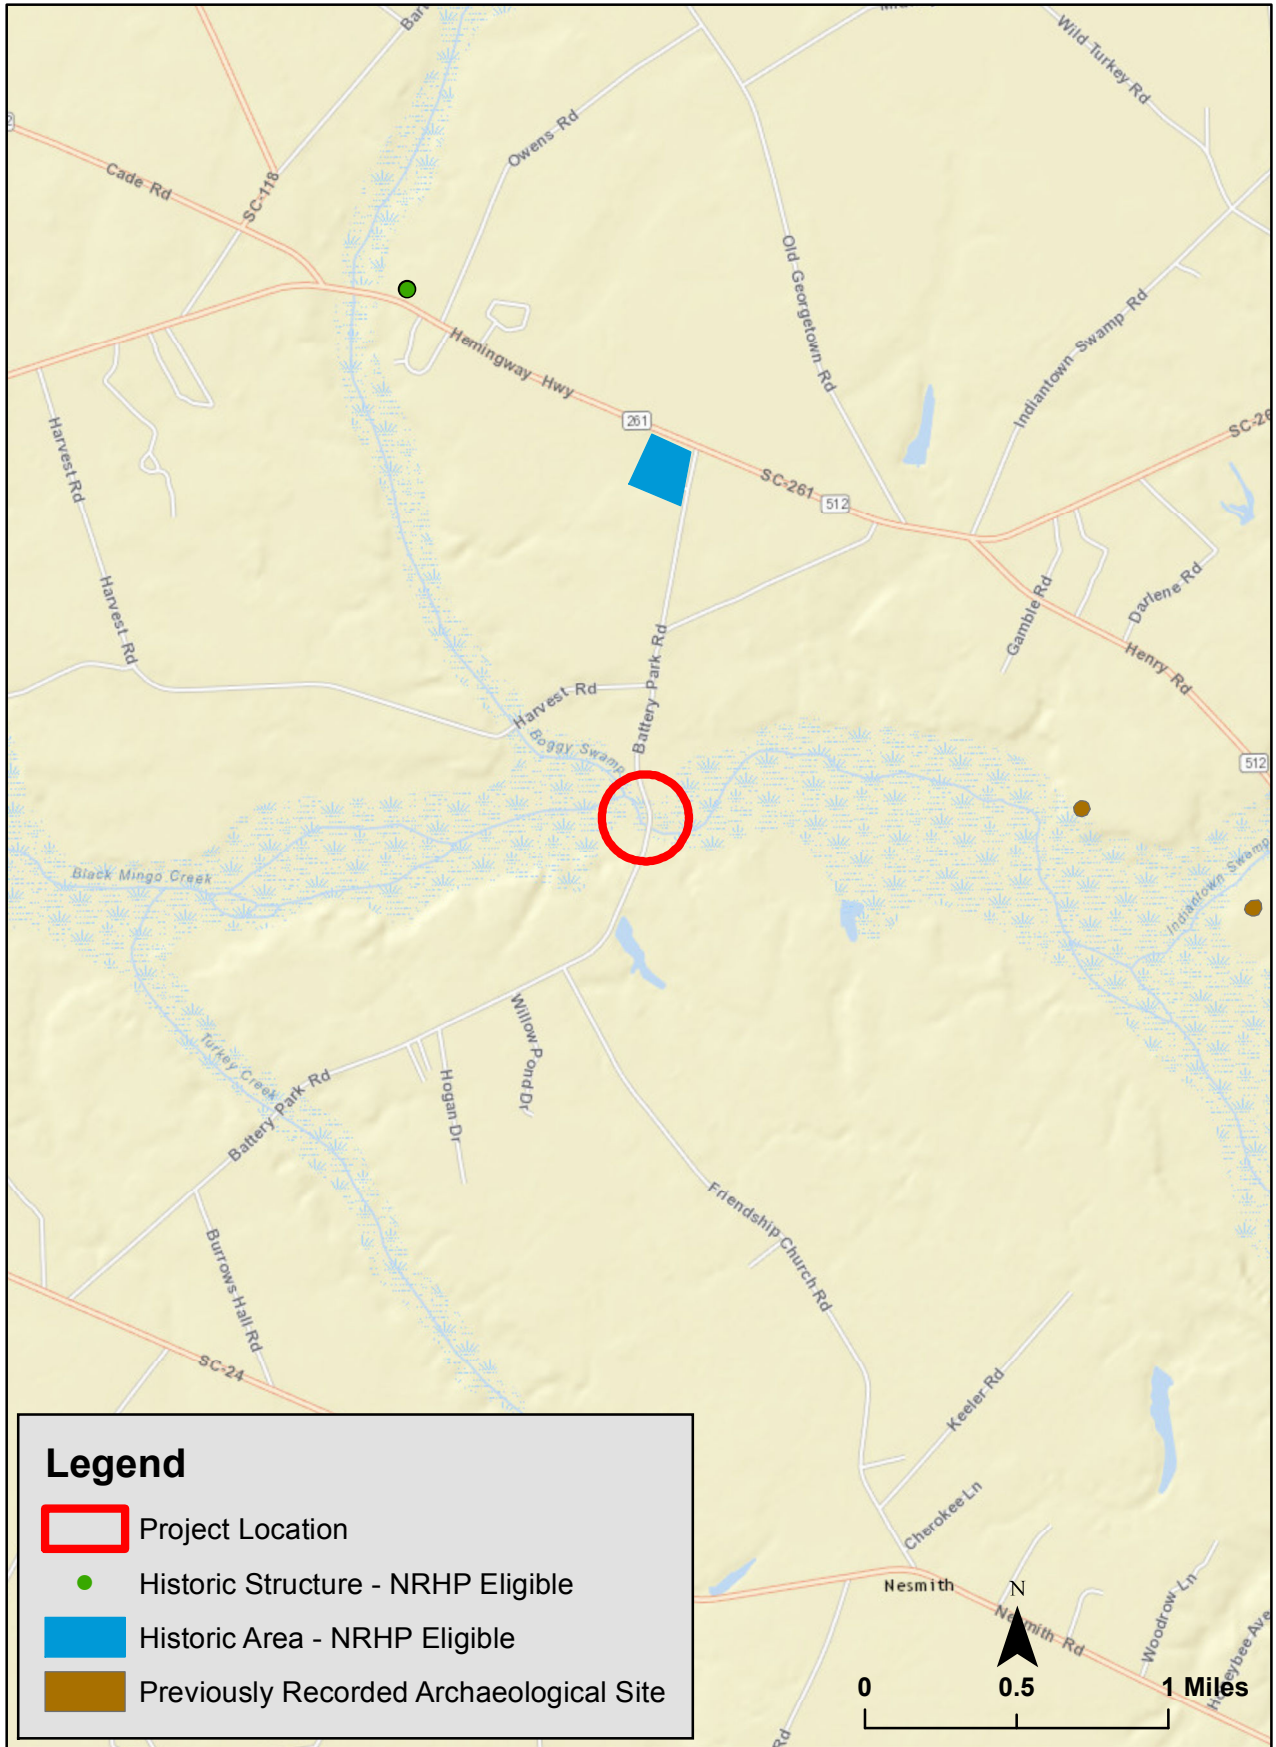 Wild Turkey Rd
Owens Rd
Cade Rd
SC-118
Old Georgetown Rd
Indiantown Swamp Rd
Hemingway Hwy
261
SC-261
512
Harvest Rd
Harvest Rd
Gamble Rd
Darlene Rd
Henry Rd
Battery Park Rd
Harvest Rd
Boggy Swamp
512
Black Mingo Creek
Indiantown Swamp
Turkey Creek
Willow Pond Dr
Hogan Dr
Battery Park Rd
Friendship Church Rd
Burrows Hall Rd
SC-24
Keeler Rd
Cherokee Ln
Nesmith
Nesmith Rd
Woodrow Ln
Legend
Project Location
Historic Structure - NRHP Eligible
Historic Area - NRHP Eligible
Previously Recorded Archaeological Site
N
0 0.5 1 Miles
Rd